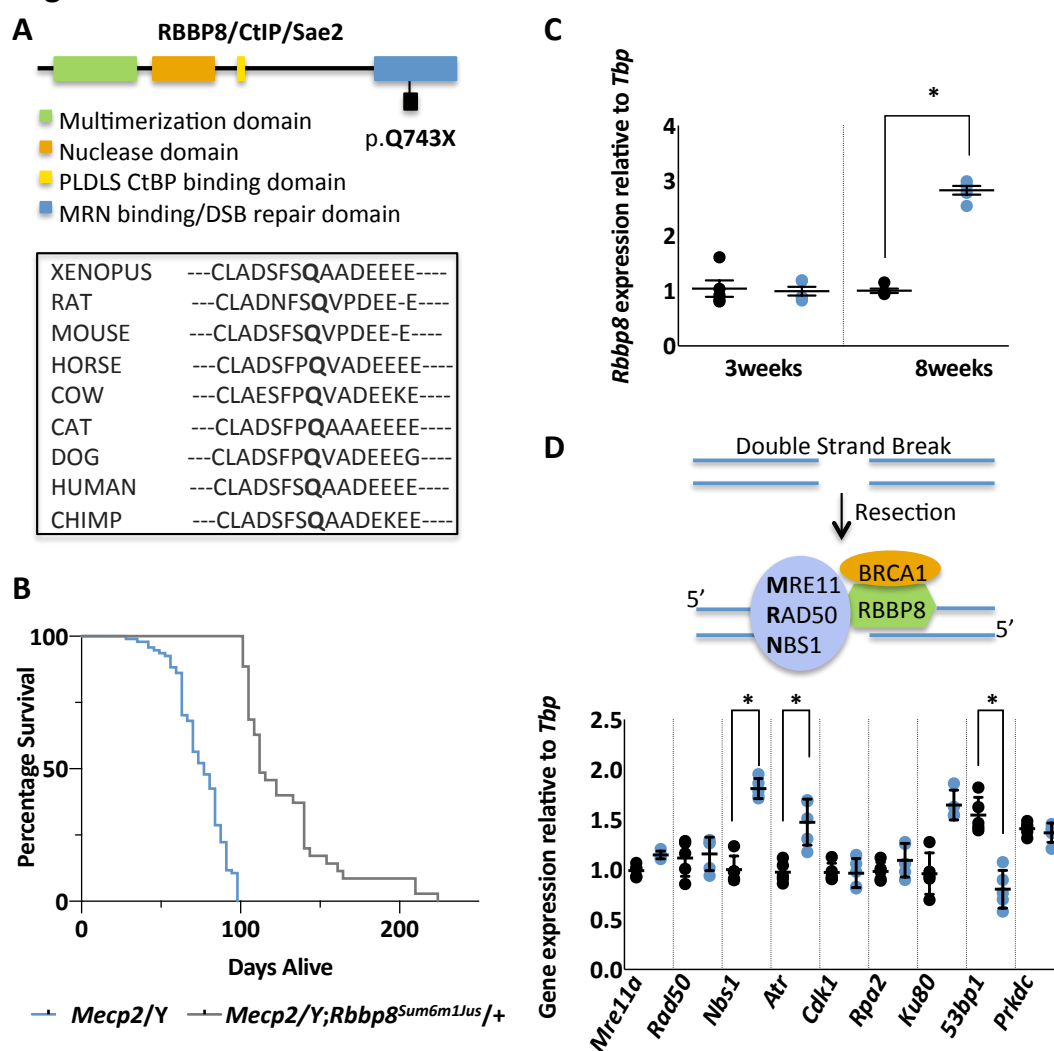 A
RBBP8/CtIP/Sae2
p.Q743X
Multimerization domain
Nuclease domain
PLDLS CtBP binding domain
MRN binding/DSB repair domain
XENOPUS ---CLADSFSQAADEEEE----
RAT ---CLADNFSQVPDEE-E----
MOUSE ---CLADSFSQVPDEE-E----
HORSE ---CLADSFPQVADEEEE----
COW ---CLAESFPQVADEEKE----
CAT ---CLADSFPQAAAEEEE----
DOG ---CLADSFPQVADEEEG----
HUMAN ---CLADSFSQAADEEEE----
CHIMP ---CLADSFSQAADEKEE----
B
Percentage Survival
100
50
0
0 100 200
Days Alive
Mecp2/Y Mecp2/Y;Rbbp8Sum6m1Jus/+
C
Rbbp8 expression relative to Tbp
4
3
2
1
0
*
3weeks 8weeks
D
Double Strand Break
Resection
MRE11
RAD50
NBS1
BRCA1
RBBP8
5’
5’
Gene expression relative to Tbp
2.5
2.0
1.5
1.0
0.5
0.0
* * *
Mre11a Rad50 Nbs1 Atr Cdk1 Rpa2 Ku80 53bp1 Prkdc